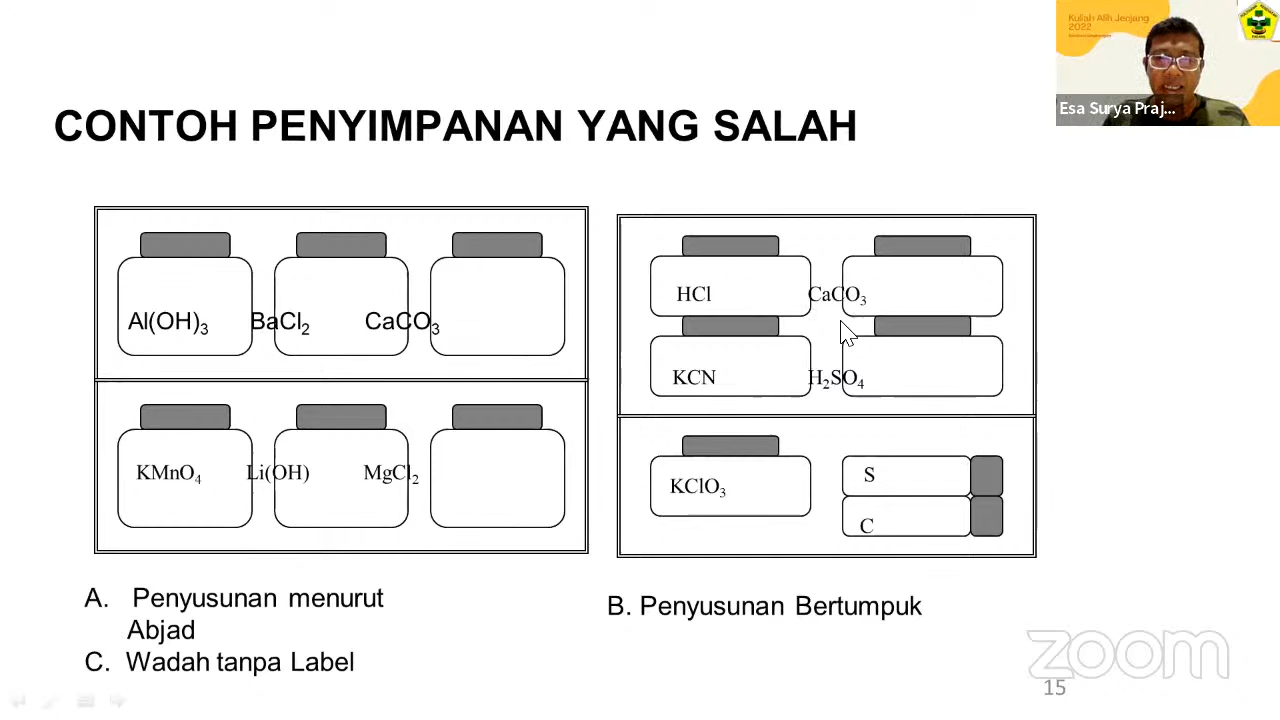 Kuliah Alih Jenjang
2022
Esa Surya Praj...
CONTOH PENYIMPANAN YANG SALAH
Al(OH)₃ BaCl₂ CaCO₃
KMnO₄ Li(OH) MgCl₂
HCl CaCO₃
KCN H₂SO₄
KClO₃ S
C
A. Penyusunan menurut
Abjad
C. Wadah tanpa Label
B. Penyusunan Bertumpuk
zoom
15